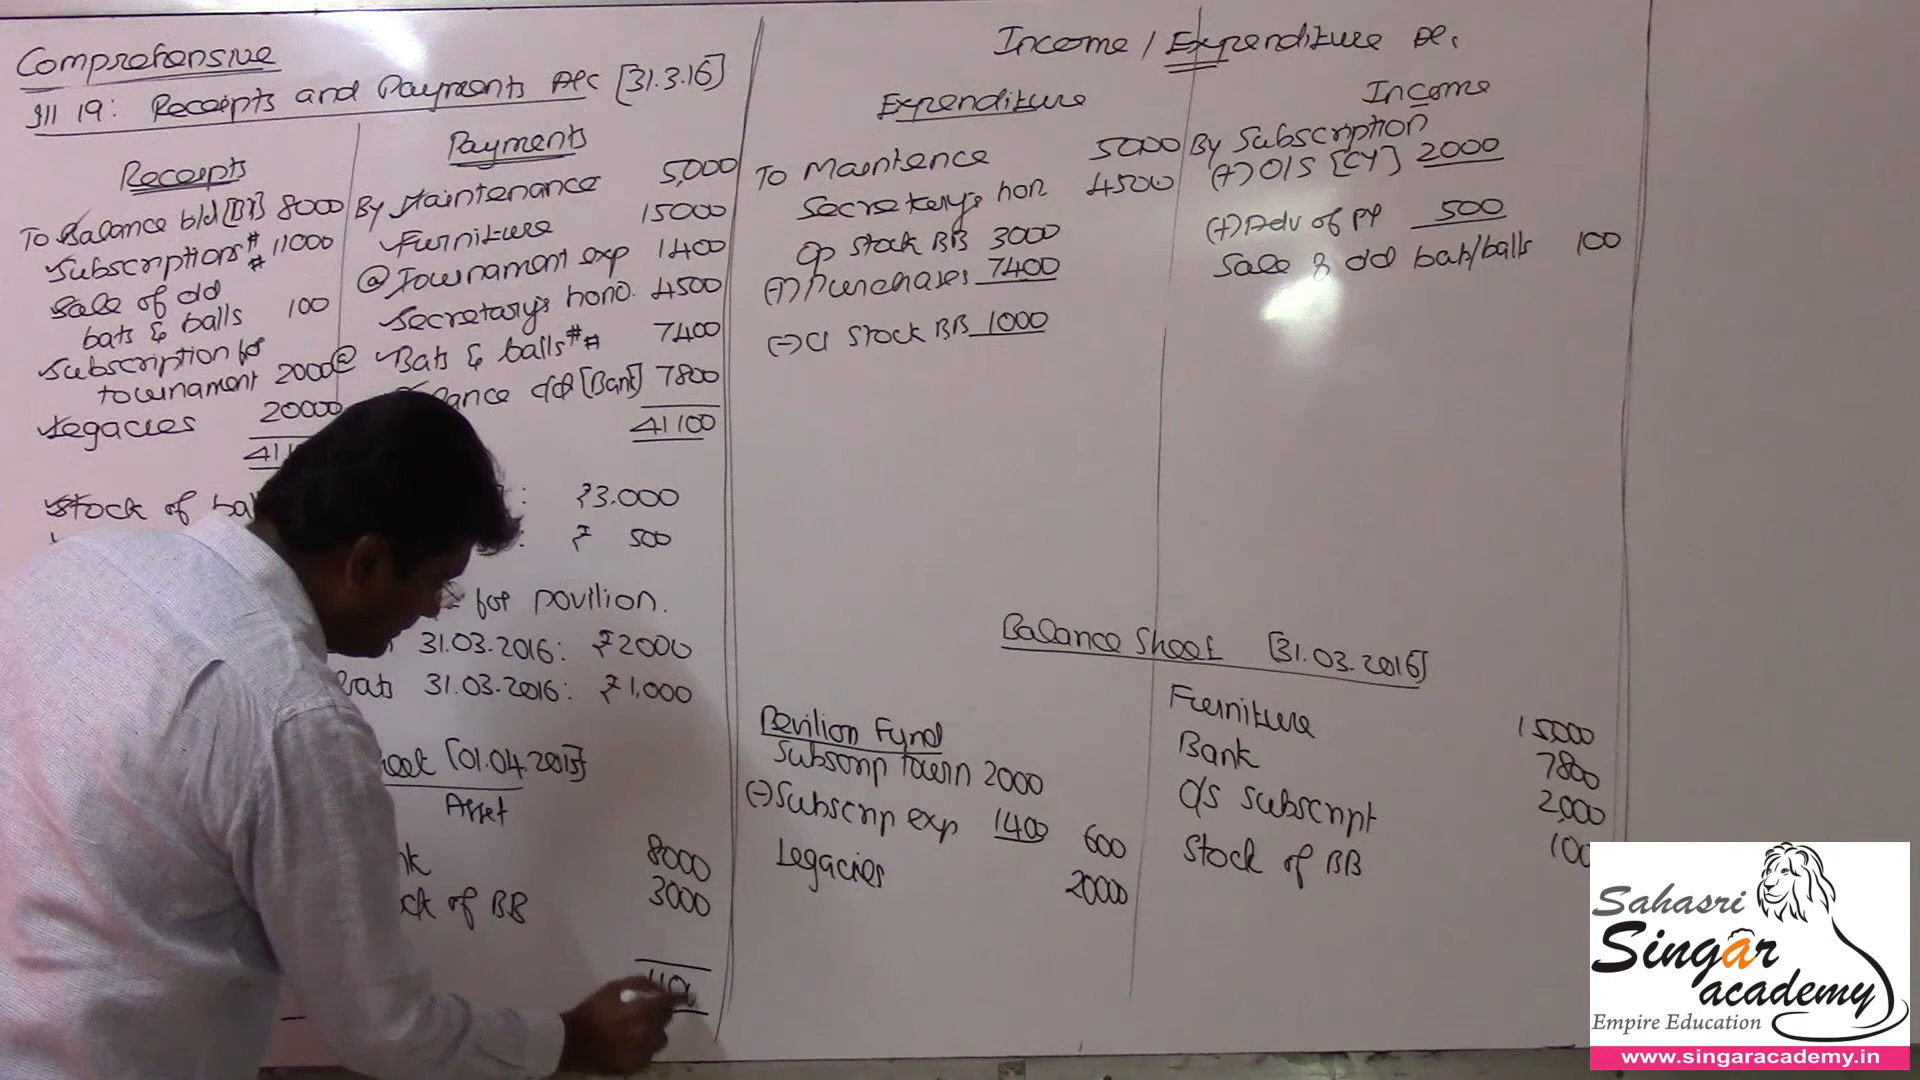 Comprehensive
Ill 19: Receipts and Payments A/c [31.3.16]
Receipts
To Balance b/d [B] 8000
Subscriptions # 11000
Sale of old #
bats & balls 100
Subscription for
tournament 2000 @
Legacies 20000
Payments
By Maintenance 5,000
Furniture 15000
@ Tournament exp 1400
Secretary's hono. 4500
Bats & balls ## 7400
c/d [Bank] 7800
41100
Stock of : ₹3.000
: ₹ 500
for pavilion.
31.03.2016: ₹2000
31.03.2016: ₹1,000
[01.04.2015]
Asset
8000
of BB 3000
Income / Expenditure A/c.
Expenditure
To Maintence 5000
Secretery's hon 4500
Op Stock BB 3000
(+) Purchases 7400
(-) Cl Stock BB 1000
Income
By Subscription
(+) O/S [CY] 2000
(+) Adv of PY 500
Sale of old bat/balls 100
Balance Sheet [31.03.2016]
Pavilion Fund
Subscrip tourn 2000
(-) Subscrip exp 1400 600
Legacies 20000
Furniture 15000
Bank 7800
O/S Subscript 2,000
Stock of BB
Sahasri
Singar
academy
Empire Education
www.singaracademy.in